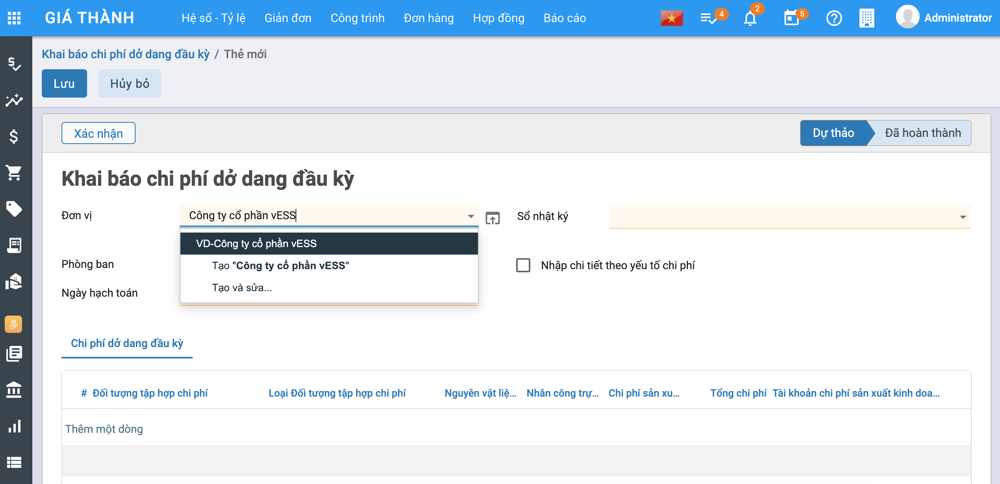 GIÁ THÀNH Hệ số - Tỷ lệ Giản đơn Công trình Đơn hàng Hợp đồng Báo cáo 4 2 5 Administrator
Khai báo chi phí dở dang đầu kỳ / Thẻ mới
Lưu Hủy bỏ
Xác nhận Dự thảo Đã hoàn thành
Khai báo chi phí dở dang đầu kỳ
Đơn vị Công ty cổ phần vESS Sổ nhật ký
VD-Công ty cổ phần vESS
Phòng ban Tạo "Công ty cổ phần vESS" Nhập chi tiết theo yếu tố chi phí
Tạo và sửa...
Ngày hạch toán
Chi phí dở dang đầu kỳ
# Đối tượng tập hợp chi phí Loại Đối tượng tập hợp chi phí Nguyên vật liệ... Nhân công trự... Chi phí sản xu... Tổng chi phí Tài khoản chi phí sản xuất kinh doa...
Thêm một dòng